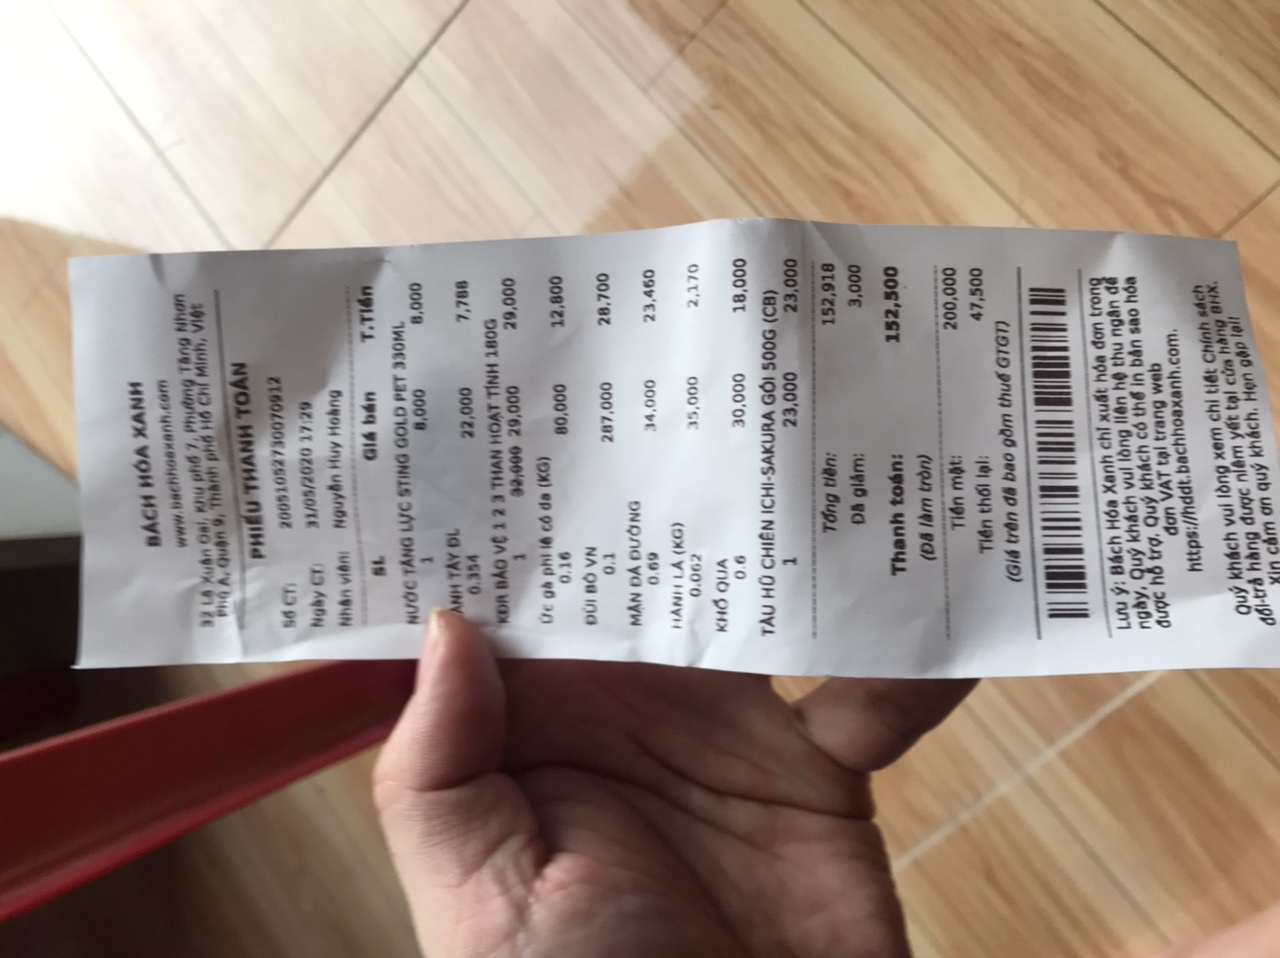 BÁCH HÓA XANH
www.bachhoaxanh.com
32 Lã Xuân Oai, Khu phố 7, Phường Tăng Nhơn
Phú A, Quận 9, Thành phố Hồ Chí Minh, Việt
PHIẾU THANH TOÁN
Số CT: 20051052730070912
Ngày CT: 31/05/2020 17:29
Nhân viên: Nguyễn Huy Hoàng
SL Giá bán T.Tiền
NƯỚC TĂNG LỰC STING GOLD PET 330ML
1 8,000 8,000
TÂY ĐL
0.354 22,000 7,788
KĐR BẢO VỆ 1 2 3 THAN HOẠT TÍNH 180G
1 32,000 29,000 29,000
Ức gà phi lê có da (KG)
0.16 80,000 12,800
ĐÙI BÒ VN
0.1 287,000 28,700
MẬN ĐÁ ĐƯỜNG
0.69 34,000 23,460
HÀNH LÁ (KG)
0.062 35,000 2,170
KHỔ QUA
0.6 30,000 18,000
TÀU HŨ CHIÊN ICHI-SAKURA GÓI 500G (CB)
1 23,000 23,000
Tổng tiền: 152,918
Đã giảm: 3,000
Thanh toán: 152,500
(Đã làm tròn)
Tiền mặt: 200,000
Tiền thối lại: 47,500
(Giá trên đã bao gồm thuế GTGT)
Lưu ý: Bách Hóa Xanh chỉ xuất hóa đơn trong
ngày, Quý khách vui lòng liên hệ thu ngân để
được hỗ trợ. Quý khách có thể in bản sao hóa
đơn VAT tại trang web
https://hddt.bachhoaxanh.com.
Quý khách vui lòng xem chi tiết Chính sách
đổi-trả hàng được niêm yết tại cửa hàng BHX.
Xin cảm ơn quý khách. Hẹn gặp lại!